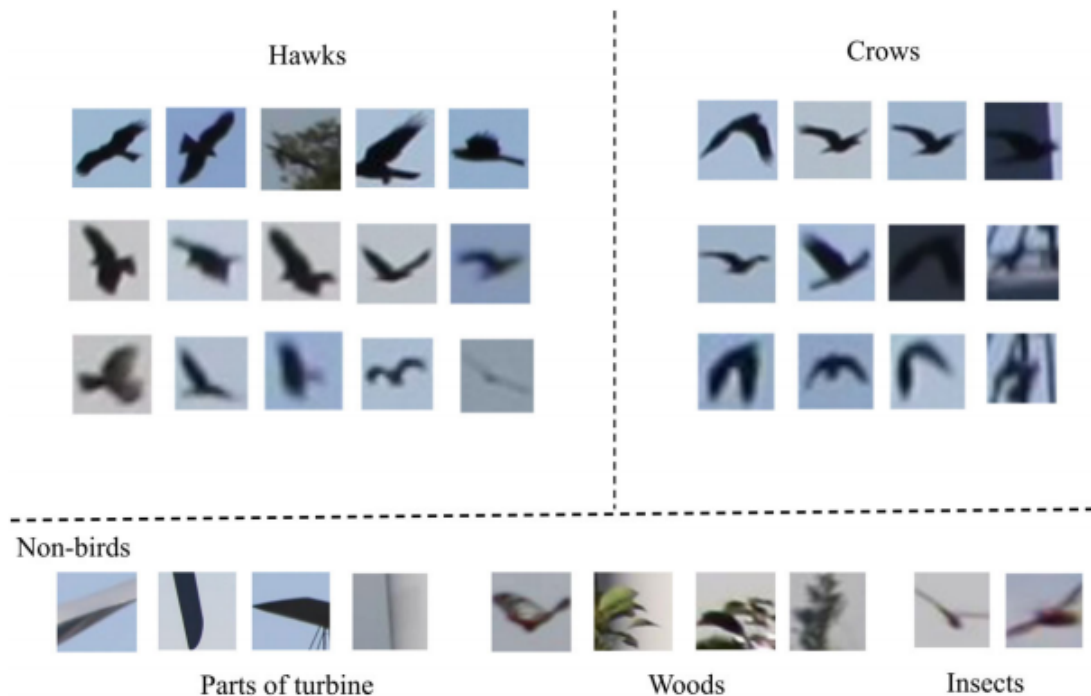 Hawks
Crows
Non-birds
Parts of turbine
Woods
Insects